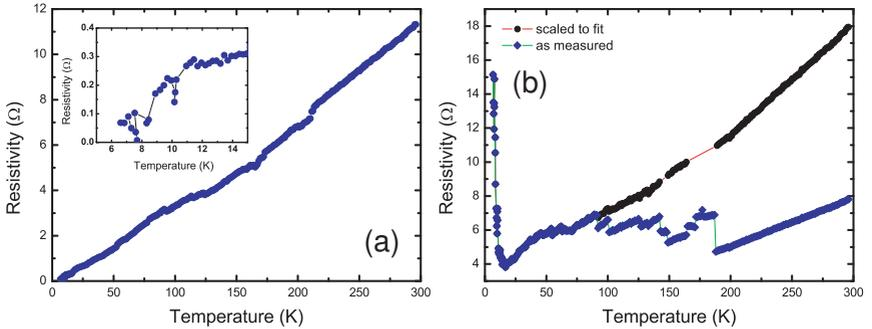 12
10
8
6
4
2
0
Resistivity (Ω)
0 50 100 150 200 250 300
Temperature (K)
(a)
0.4
0.3
0.2
0.1
0.0
Resistivity (Ω)
6 8 10 12 14
Temperature (K)
20
18
16
14
12
10
8
6
4
Resistivity (Ω)
0 50 100 150 200 250 300
Temperature (K)
scaled to fit
as measured
(b)